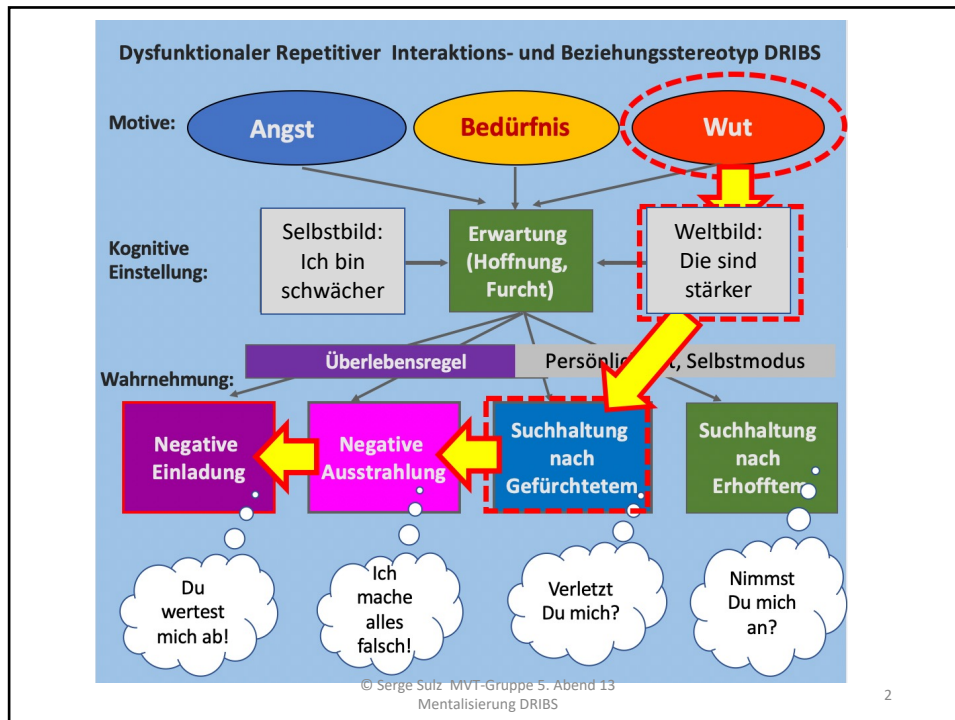 Dysfunktionaler Repetitiver Interaktions- und Beziehungsstereotyp DRIBS
Motive:
Angst
Bedürfnis
Wut
Kognitive
Einstellung:
Selbstbild:
Ich bin
schwächer
Erwartung
(Hoffnung,
Furcht)
Weltbild:
Die sind
stärker
Wahrnehmung:
Überlebensregel
Selbstmodus
Negative
Einladung
Negative
Ausstrahlung
Suchhaltung
nach
Gefürchtetem
Suchhaltung
nach
Erhofftem
Du
wertest
mich ab!
Ich
mache
alles
falsch!
Verletzt
Du mich?
Nimmst
Du mich
an?
© Serge Sulz MVT-Gruppe 5. Abend 13
Mentalisierung DRIBS
2